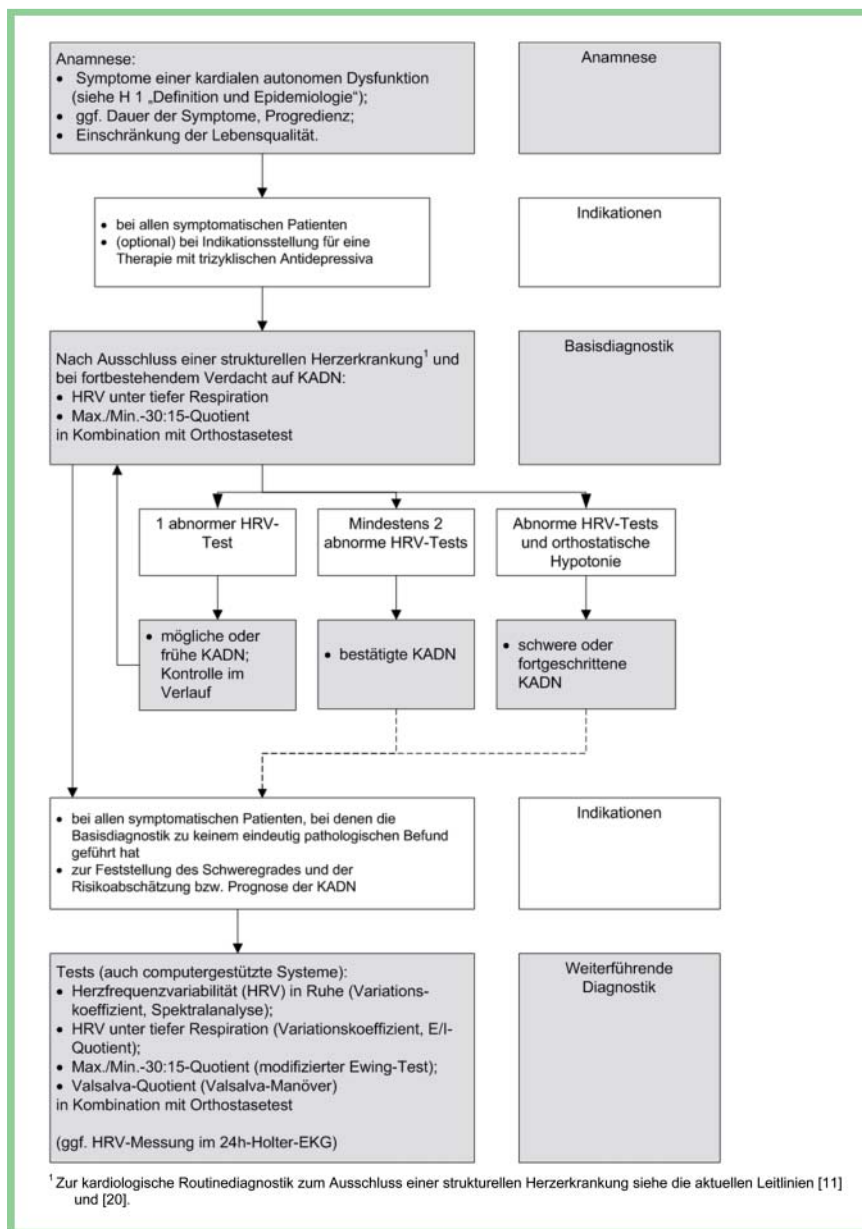 Anamnese:
• Symptome einer kardialen autonomen Dysfunktion
(siehe H 1 „Definition und Epidemiologie“);
• ggf. Dauer der Symptome, Progredienz;
• Einschränkung der Lebensqualität.
Anamnese
• bei allen symptomatischen Patienten
• (optional) bei Indikationsstellung für eine
Therapie mit trizyklischen Antidepressiva
Indikationen
Nach Ausschluss einer strukturellen Herzerkrankung¹ und
bei fortbestehendem Verdacht auf KADN:
• HRV unter tiefer Respiration
• Max./Min.-30:15-Quotient
in Kombination mit Orthostasetest
Basisdiagnostik
1 abnormer HRV-
Test
Mindestens 2
abnorme HRV-Tests
Abnorme HRV-Tests
und orthostatische
Hypotonie
• mögliche oder
frühe KADN;
Kontrolle im
Verlauf
• bestätigte KADN
• schwere oder
fortgeschrittene
KADN
• bei allen symptomatischen Patienten, bei denen die
Basisdiagnostik zu keinem eindeutig pathologischen Befund
geführt hat
• zur Feststellung des Schweregrades und der
Risikoabschätzung bzw. Prognose der KADN
Indikationen
Tests (auch computergestützte Systeme):
• Herzfrequenzvariabilität (HRV) in Ruhe (Variations-
koeffizient, Spektralanalyse);
• HRV unter tiefer Respiration (Variationskoeffizient, E/I-
Quotient);
• Max./Min.-30:15-Quotient (modifizierter Ewing-Test);
• Valsalva-Quotient (Valsalva-Manöver)
in Kombination mit Orthostasetest
(ggf. HRV-Messung im 24h-Holter-EKG)
Weiterführende
Diagnostik
¹ Zur kardiologische Routinediagnostik zum Ausschluss einer strukturellen Herzerkrankung siehe die aktuellen Leitlinien [11]
und [20].